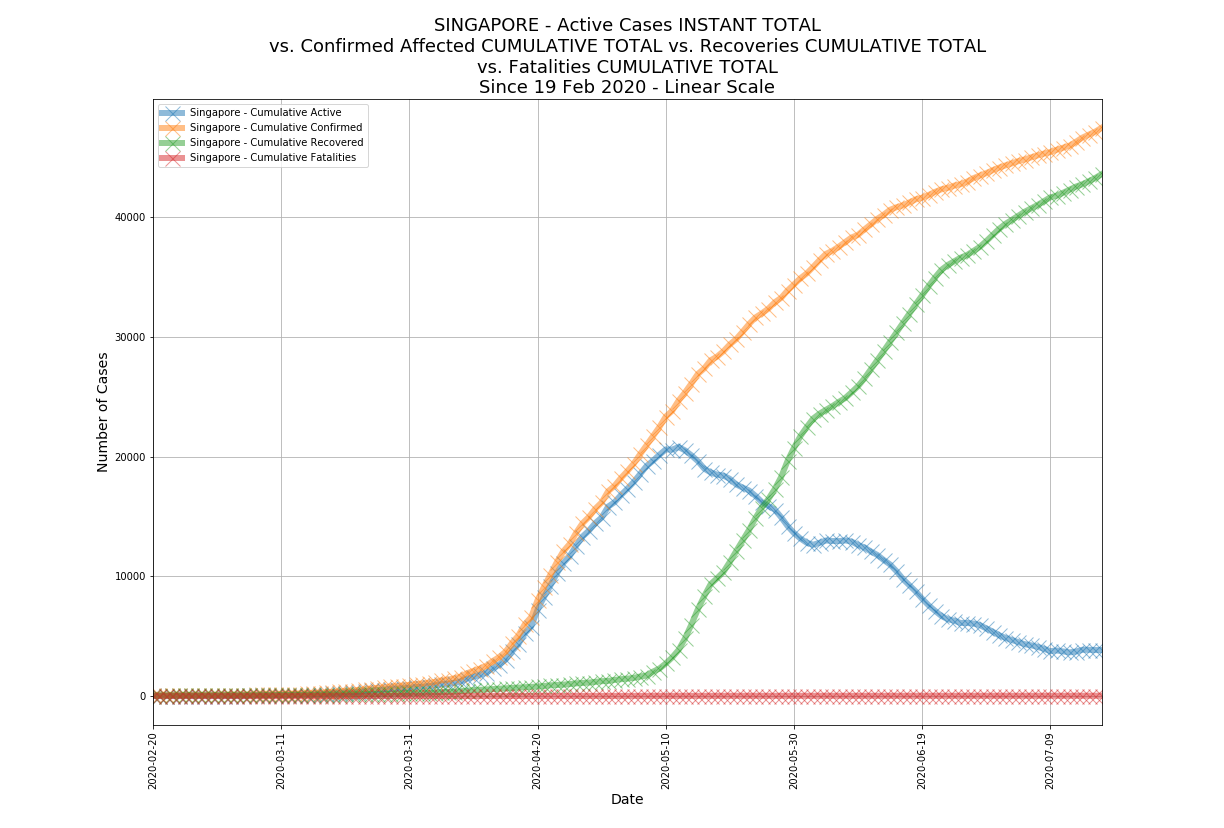 SINGAPORE - Active Cases INSTANT TOTAL
vs. Confirmed Affected CUMULATIVE TOTAL vs. Recoveries CUMULATIVE TOTAL
vs. Fatalities CUMULATIVE TOTAL
Since 19 Feb 2020 - Linear Scale
Singapore - Cumulative Active
Singapore - Cumulative Confirmed
Singapore - Cumulative Recovered
Singapore - Cumulative Fatalities
Number of Cases
40000
30000
20000
10000
0
2020-02-20
2020-03-11
2020-03-31
2020-04-20
2020-05-10
2020-05-30
2020-06-19
2020-07-09
Date